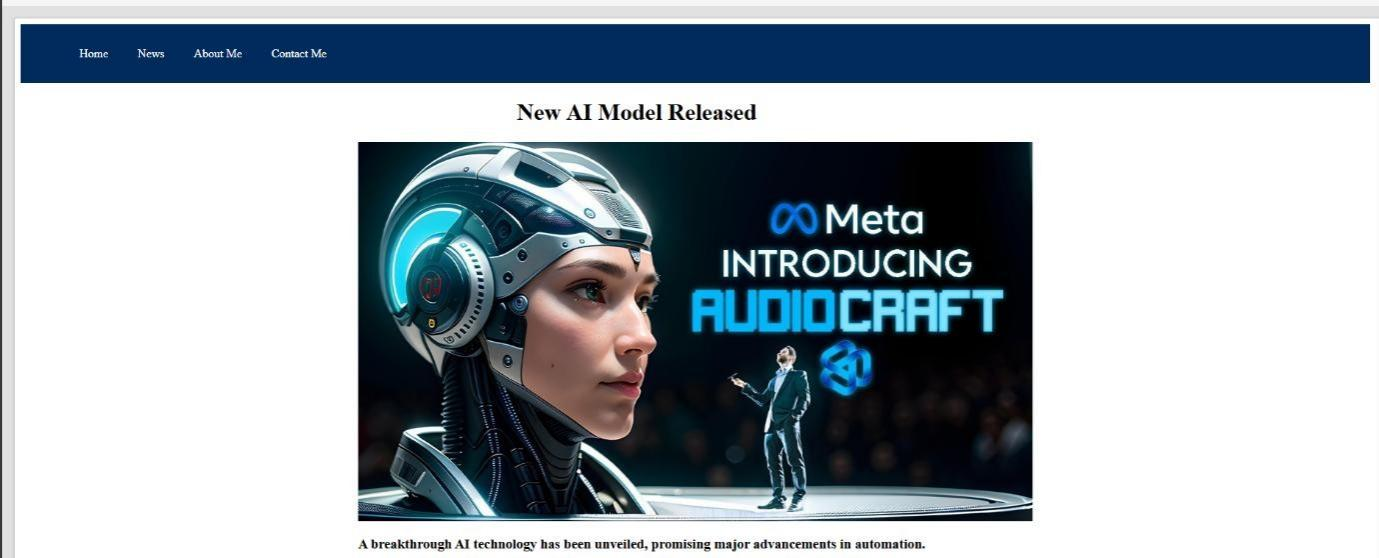 Home News About Me Contact Me
New AI Model Released
Meta
INTRODUCING
AUDIOCRAFT
A breakthrough AI technology has been unveiled, promising major advancements in automation.